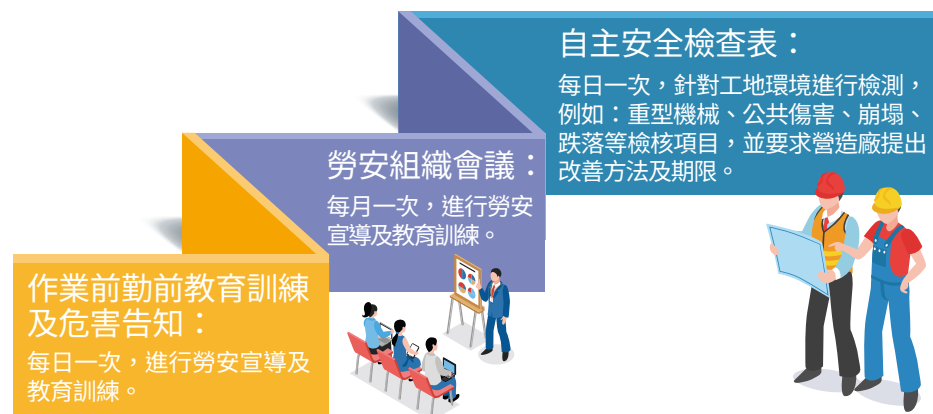 自主安全檢查表：
每日一次，針對工地環境進行檢測，
例如：重型機械、公共傷害、崩塌、
跌落等檢核項目，並要求營造廠提出
改善方法及期限。
勞安組織會議：
每月一次，進行勞安
宣導及教育訓練。
作業前勤前教育訓練
及危害告知：
每日一次，進行勞安宣導及
教育訓練。